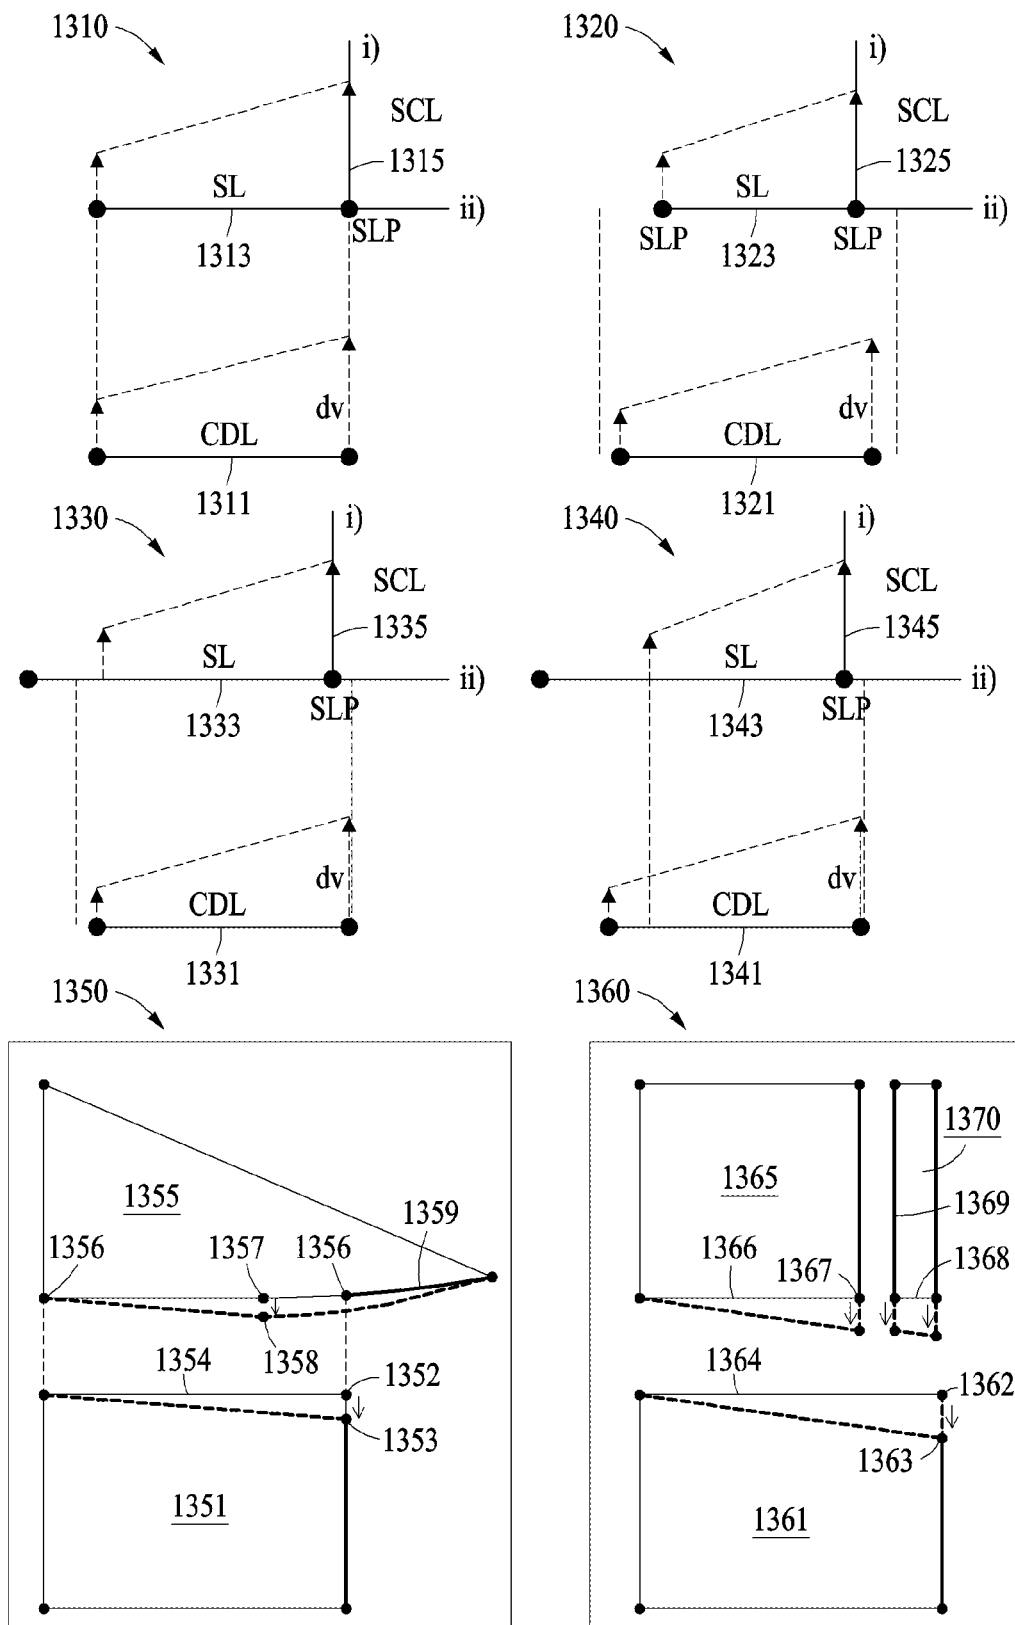 1310
i)
SCL
1315
SL
ii)
SLP
1313
dv
CDL
1311
1320
i)
SCL
1325
SL
ii)
SLP
1323
SLP
dv
CDL
1321
1330
i)
SCL
1335
SL
ii)
SLP
1333
dv
CDL
1331
1340
i)
SCL
1345
SL
ii)
SLP
1343
dv
CDL
1341
1350
1355
1359
1356
1357
1356
1358
1354
1352
1353
1351
1360
1370
1365
1369
1366
1367
1368
1364
1362
1363
1361